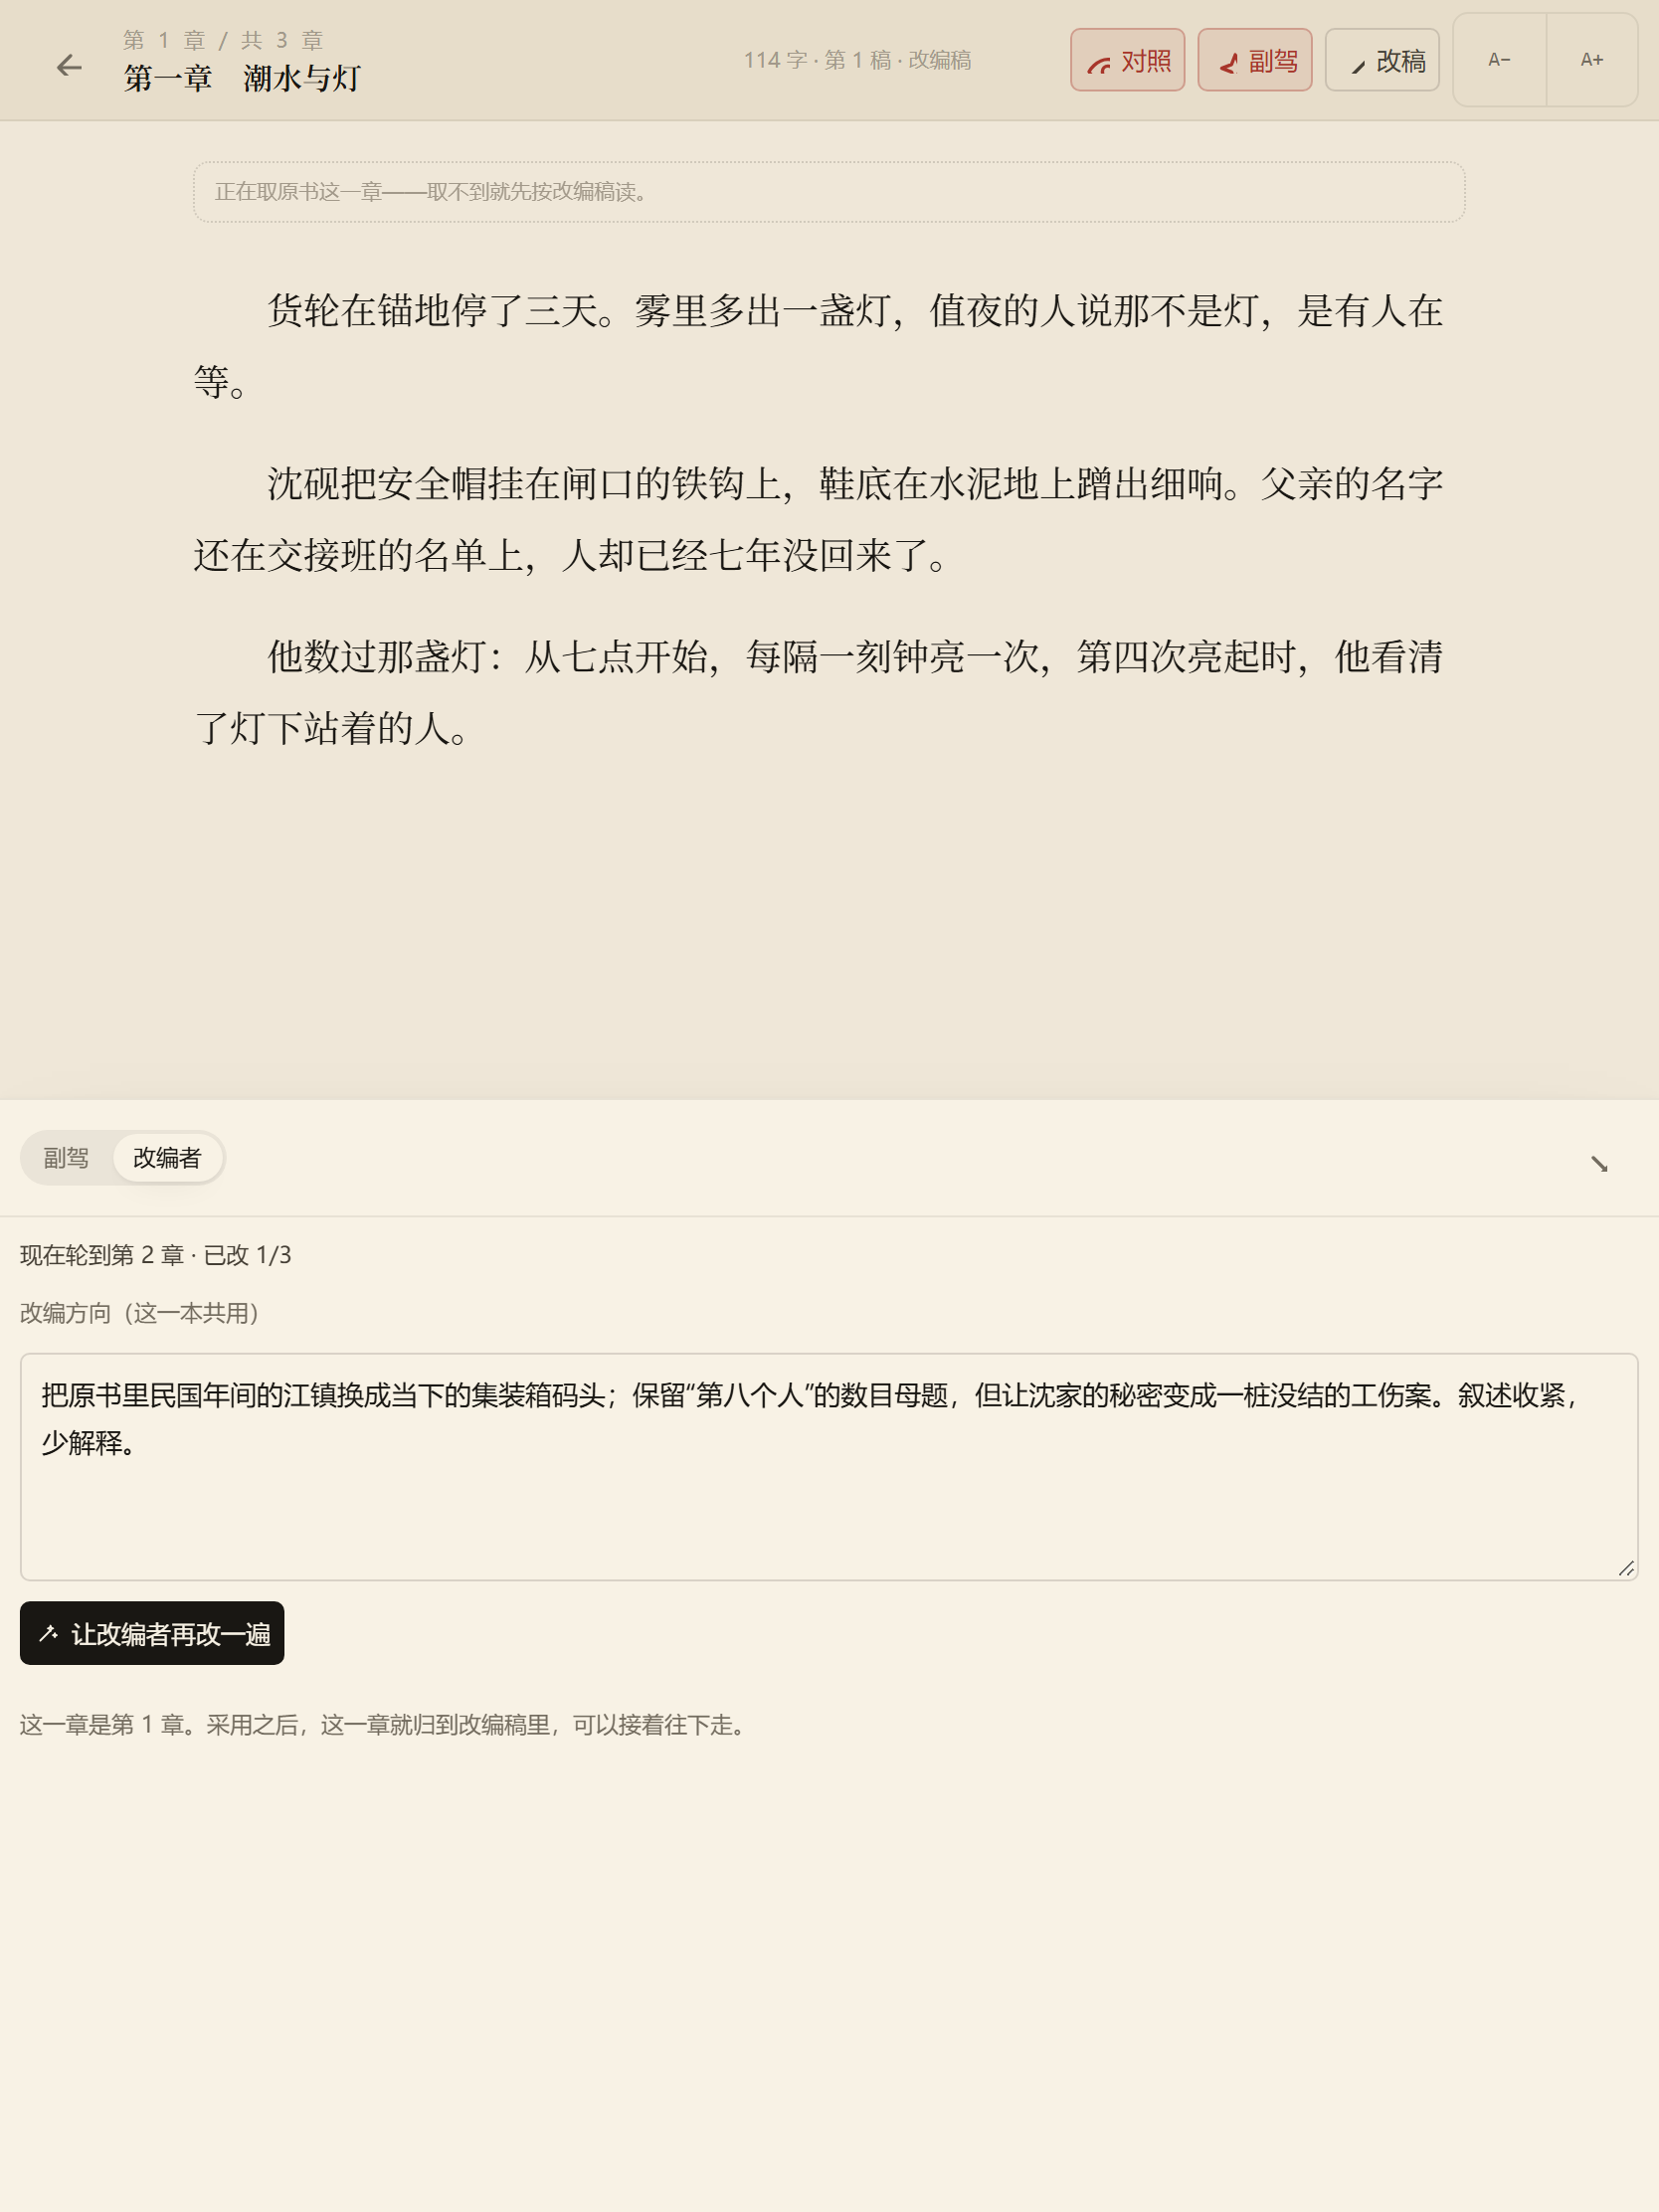 第 1 章 / 共 3 章
第一章　潮水与灯
114 字 · 第 1 稿 · 改编稿
对照
副驾
改稿
A−
A+
正在取原书这一章——取不到就先按改编稿读。
货轮在锚地停了三天。雾里多出一盏灯，值夜的人说那不是灯，是有人在
等。
沈砚把安全帽挂在闸口的铁钩上，鞋底在水泥地上蹭出细响。父亲的名字
还在交接班的名单上，人却已经七年没回来了。
他数过那盏灯：从七点开始，每隔一刻钟亮一次，第四次亮起时，他看清
了灯下站着的人。
副驾
改编者
现在轮到第 2 章 · 已改 1/3
改编方向（这一本共用）
把原书里民国年间的江镇换成当下的集装箱码头；保留“第八个人”的数目母题，但让沈家的秘密变成一桩没结的工伤案。叙述收紧，
少解释。
让改编者再改一遍
这一章是第 1 章。采用之后，这一章就归到改编稿里，可以接着往下走。